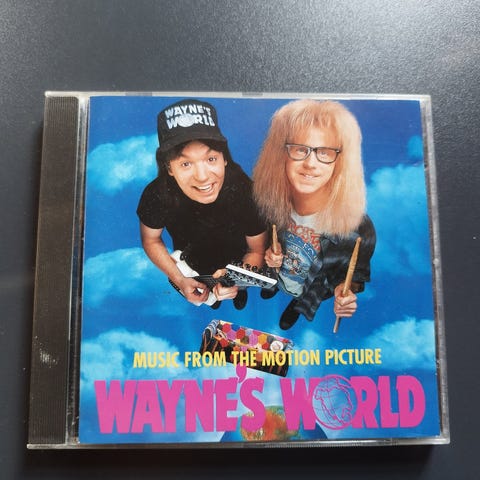 WAYNE'S
WORLD
MUSIC FROM THE MOTION PICTURE
WAYNE'S WORLD